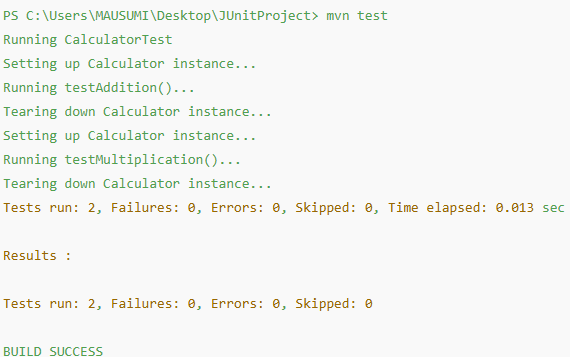 PS C:\Users\MAUSUMI\Desktop\JUnitProject> mvn test
Running CalculatorTest
Setting up Calculator instance...
Running testAddition()...
Tearing down Calculator instance...
Setting up Calculator instance...
Running testMultiplication()...
Tearing down Calculator instance...
Tests run: 2, Failures: 0, Errors: 0, Skipped: 0, Time elapsed: 0.013 sec
Results :
Tests run: 2, Failures: 0, Errors: 0, Skipped: 0
BUILD SUCCESS